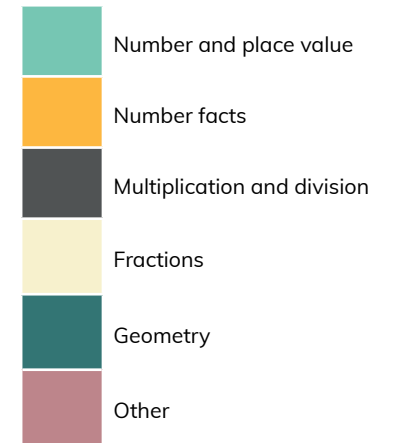 Number and place value
Number facts
Multiplication and division
Fractions
Geometry
Other